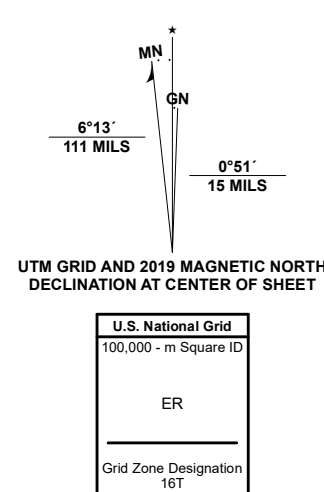 ★
MN
GN
6°13´
111 MILS
0°51´
15 MILS
UTM GRID AND 2019 MAGNETIC NORTH
DECLINATION AT CENTER OF SHEET
U.S. National Grid
100,000 - m Square ID
ER
Grid Zone Designation
16T